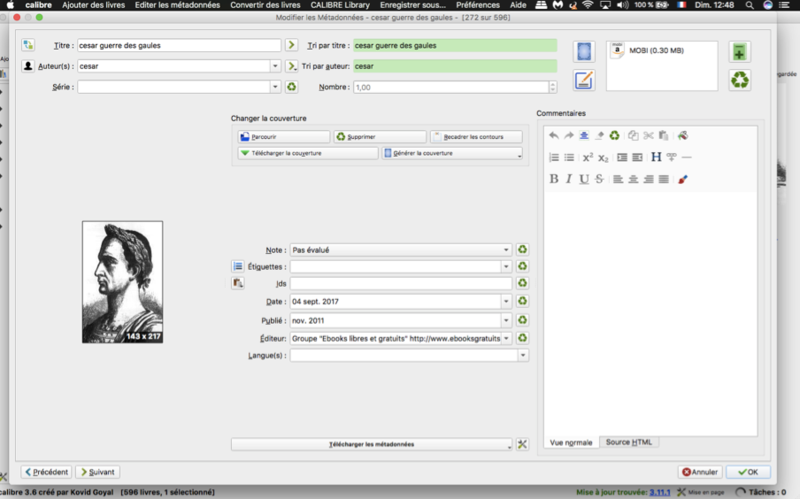 calibre Ajouter des livres Editer les métadonnées Convertir des livres CALIBRE Library Enregistrer sous... Préférences Aide 100 % Dim. 12:48
Modifier les Métadonnées - cesar guerre des gaules - [272 sur 596]
Titre : cesar guerre des gaules Tri par titre : cesar guerre des gaules
Auteur(s) : cesar Tri par auteur: cesar
Série : Nombre : 1,00
MOBI (0.30 MB)
Changer la couverture
Parcourir Supprimer Recadrer les contours
Télécharger la couverture Générer la couverture
Commentaires
B I U S
143 x 217
Note : Pas évalué
Étiquettes :
Ids
Date : 04 sept. 2017
Publié : nov. 2011
Éditeur: Groupe "Ebooks libres et gratuits" http://www.ebooksgratuits
Langue(s) :
Télécharger les métadonnées
Vue normale Source HTML
Précédent Suivant Annuler OK
calibre 3.6 créé par Kovid Goyal [596 livres, 1 sélectionné] Mise à jour trouvée: 3.11.1 Mise en page Tâches : 0